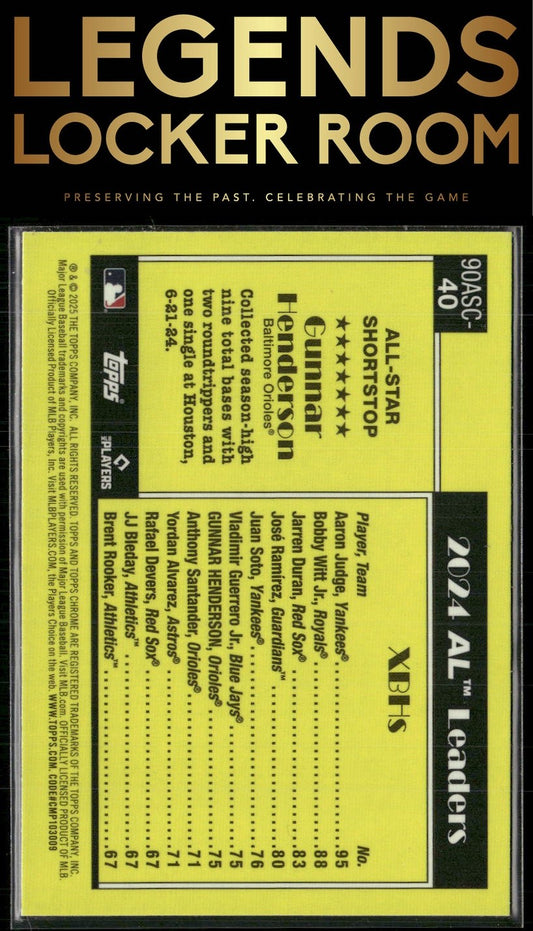 LEGENDS
LOCKER ROOM
PRESERVING THE PAST. CELEBRATING THE GAME
90ASC-
40
ALL-STAR
SHORTSTOP
★★★★★★★
Gunnar
Henderson
Baltimore Orioles®
Collected season-high
nine total bases with
two roundtrippers and
one single at Houston,
6-21-24.
topps®
MLB PLAYERS
2024 AL™ Leaders
XBHs
Player, Team No.
Aaron Judge, Yankees® 95
Bobby Witt Jr., Royals® 88
Jarren Duran, Red Sox® 83
José Ramírez, Guardians™ 80
Juan Soto, Yankees® 76
Vladimir Guerrero Jr., Blue Jays® 75
GUNNAR HENDERSON, Orioles® 75
Anthony Santander, Orioles® 71
Yordan Alvarez, Astros® 71
Rafael Devers, Red Sox® 67
JJ Bleday, Athletics™ 67
Brent Rooker, Athletics™ 67
® & © 2025 THE TOPPS COMPANY, INC. ALL RIGHTS RESERVED. TOPPS AND TOPPS CHROME ARE REGISTERED TRADEMARKS OF THE TOPPS COMPANY, INC.
Major League Baseball trademarks and copyrights are used with permission of Major League Baseball. Visit MLB.com. OFFICIALLY LICENSED PRODUCT OF MLB
Officially Licensed Product of MLB Players, Inc. Visit MLBPLAYERS.COM, the Players Choice on the web. WWW.TOPPS.COM. CODE#CMP103009